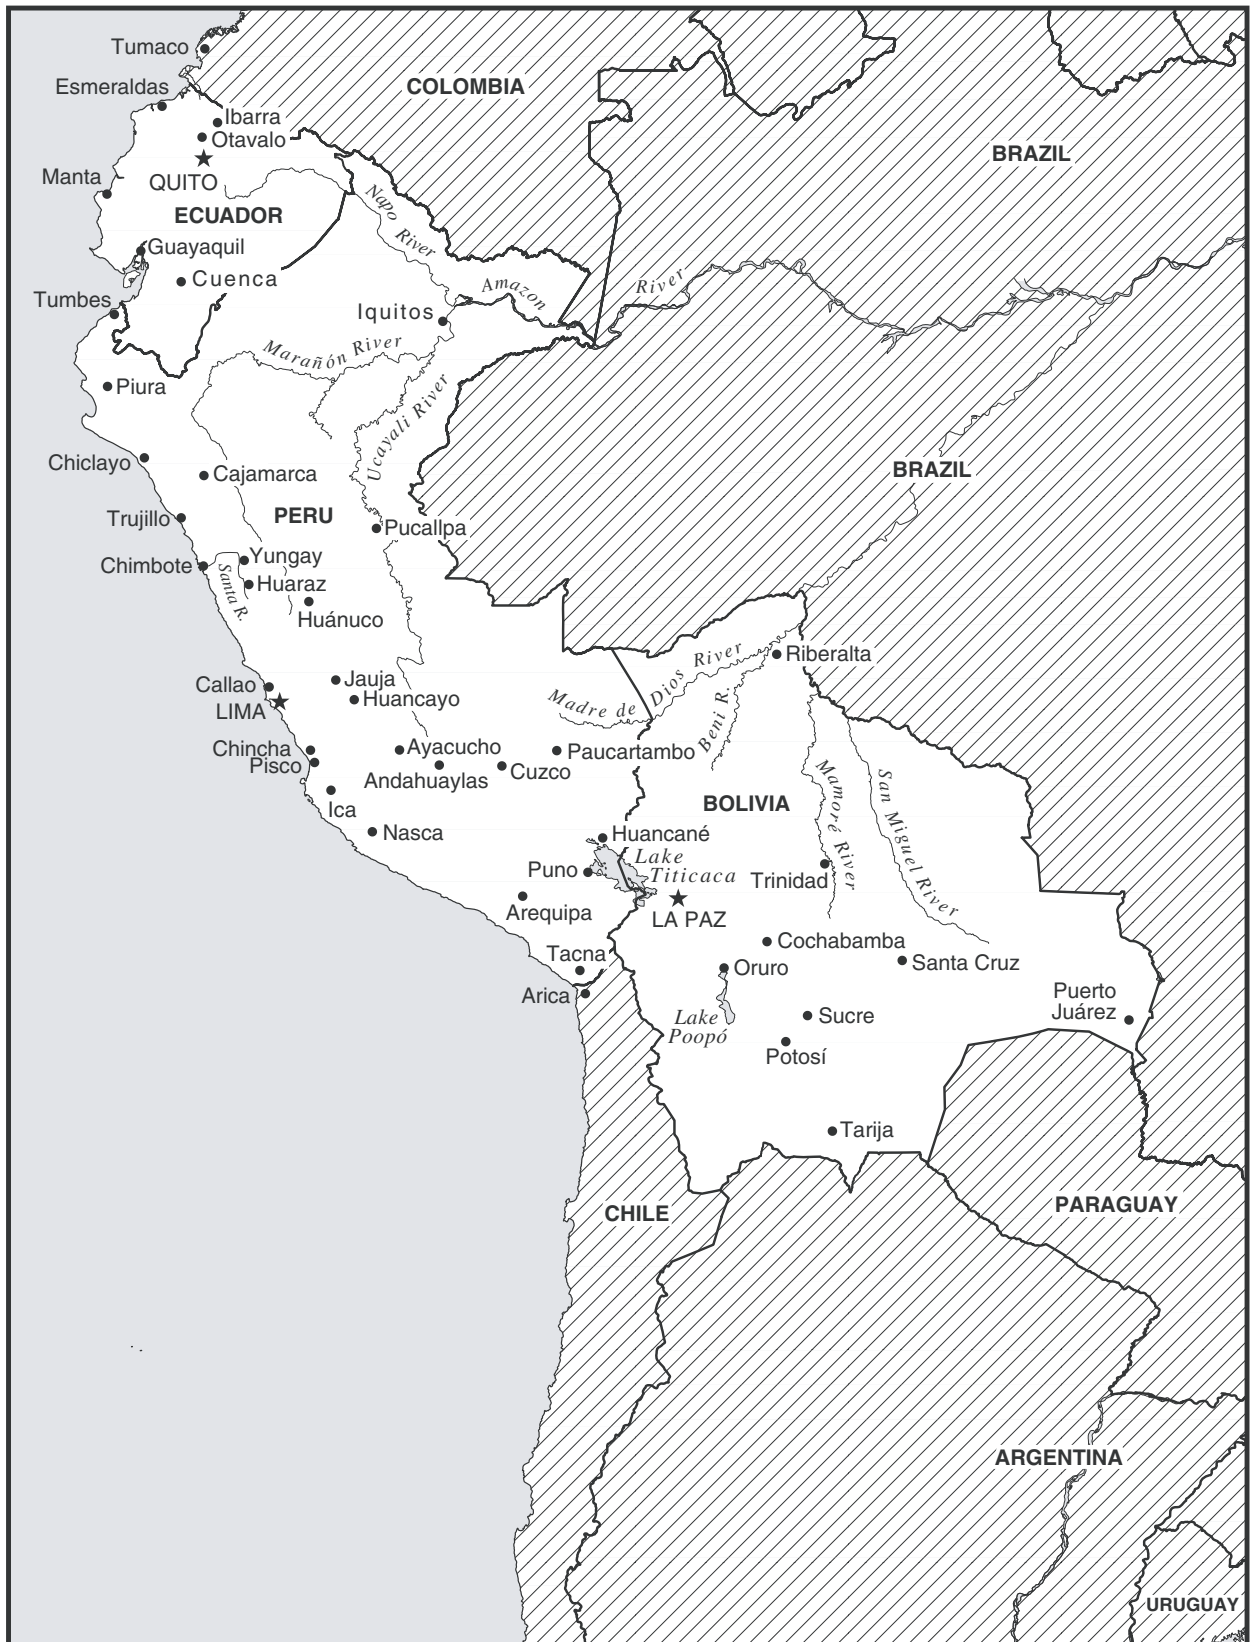 Tumaco
COLOMBIA
Esmeraldas
Ibarra
Otavalo
BRAZIL
Manta
QUITO
Napo River
ECUADOR
Guayaquil
Cuenca
Amazon River
Tumbes
Iquitos
Marañón River
Piura
Ucayali River
Chiclayo
Cajamarca
BRAZIL
PERU
Trujillo
Pucallpa
Chimbote
Yungay
Santa R.
Huaraz
Huánuco
Riberalta
Callao
Jauja
LIMA
Huancayo
Madre de Dios River
Beni R.
Chincha
Ayacucho
Paucartambo
Pisco
Andahuaylas
Cuzco
Ica
BOLIVIA
Mamoré River
San Miguel River
Nasca
Huancané
Lake
Titicaca
Puno
Trinidad
Arequipa
LA PAZ
Cochabamba
Tacna
Oruro
Santa Cruz
Arica
Puerto
Juárez
Lake
Poopó
Sucre
Potosí
Tarija
CHILE
PARAGUAY
ARGENTINA
URUGUAY